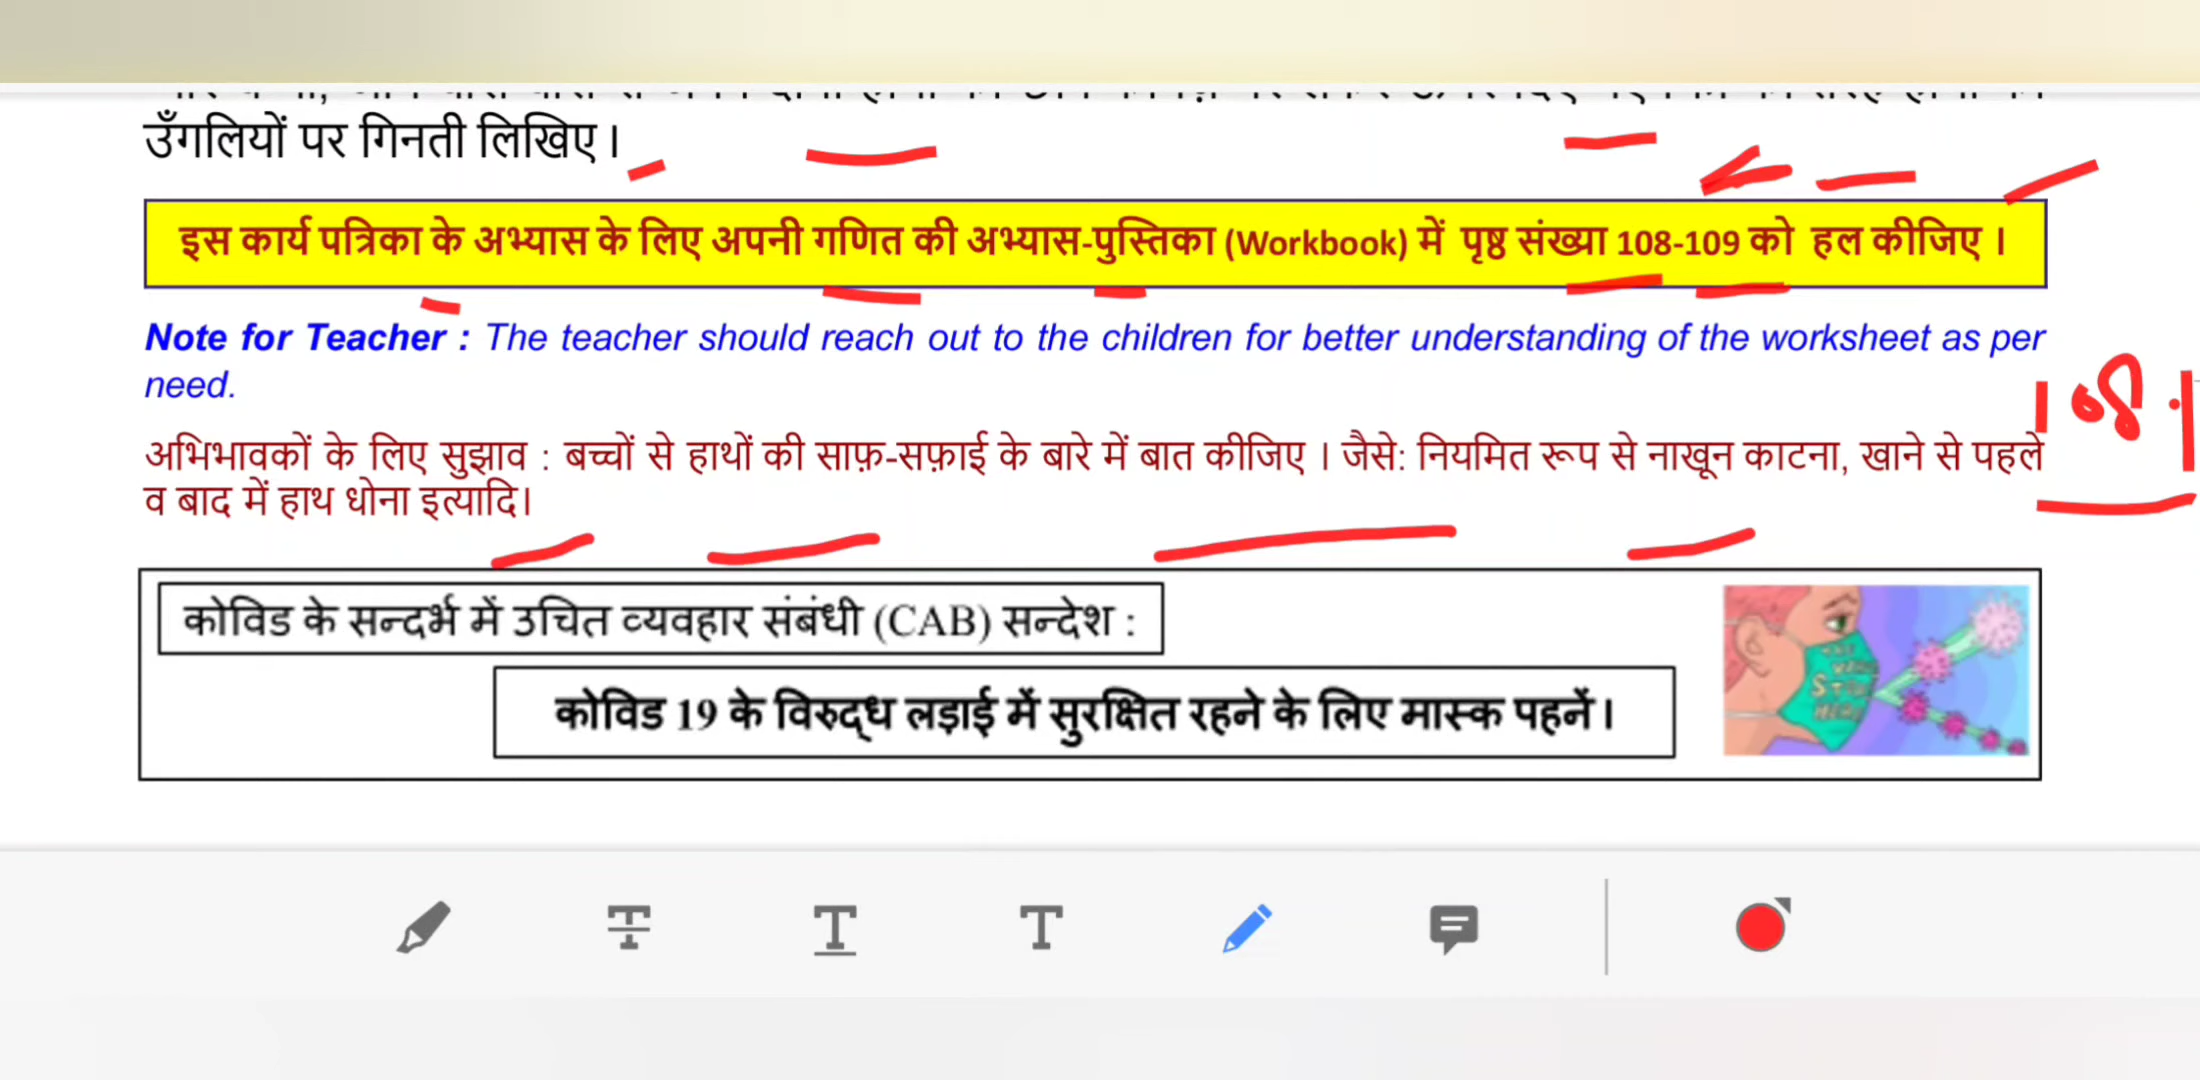 उँगलियों पर गिनती लिखिए।
इस कार्य पत्रिका के अभ्यास के लिए अपनी गणित की अभ्यास-पुस्तिका (Workbook) में पृष्ठ संख्या 108-109 को हल कीजिए ।
Note for Teacher : The teacher should reach out to the children for better understanding of the worksheet as per
need.
108
अभिभावकों के लिए सुझाव : बच्चों से हाथों की साफ़-सफ़ाई के बारे में बात कीजिए । जैसे: नियमित रूप से नाखून काटना, खाने से पहले
व बाद में हाथ धोना इत्यादि।
कोविड के सन्दर्भ में उचित व्यवहार संबंधी (CAB) सन्देश :
कोविड 19 के विरुद्ध लड़ाई में सुरक्षित रहने के लिए मास्क पहनें।